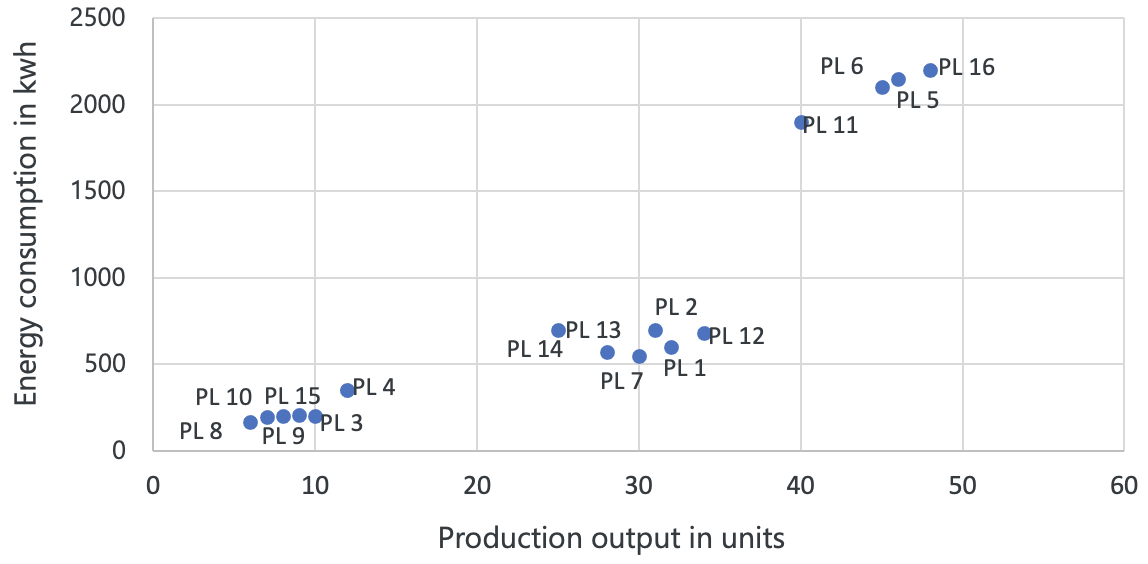 2500
2000
1500
1000
500
0
Energy consumption in kwh
PL 6
PL 16
PL 5
PL 11
PL 2
PL 13
PL 12
PL 14
PL 1
PL 7
PL 4
PL 10
PL 15
PL 3
PL 8
PL 9
0 10 20 30 40 50 60
Production output in units